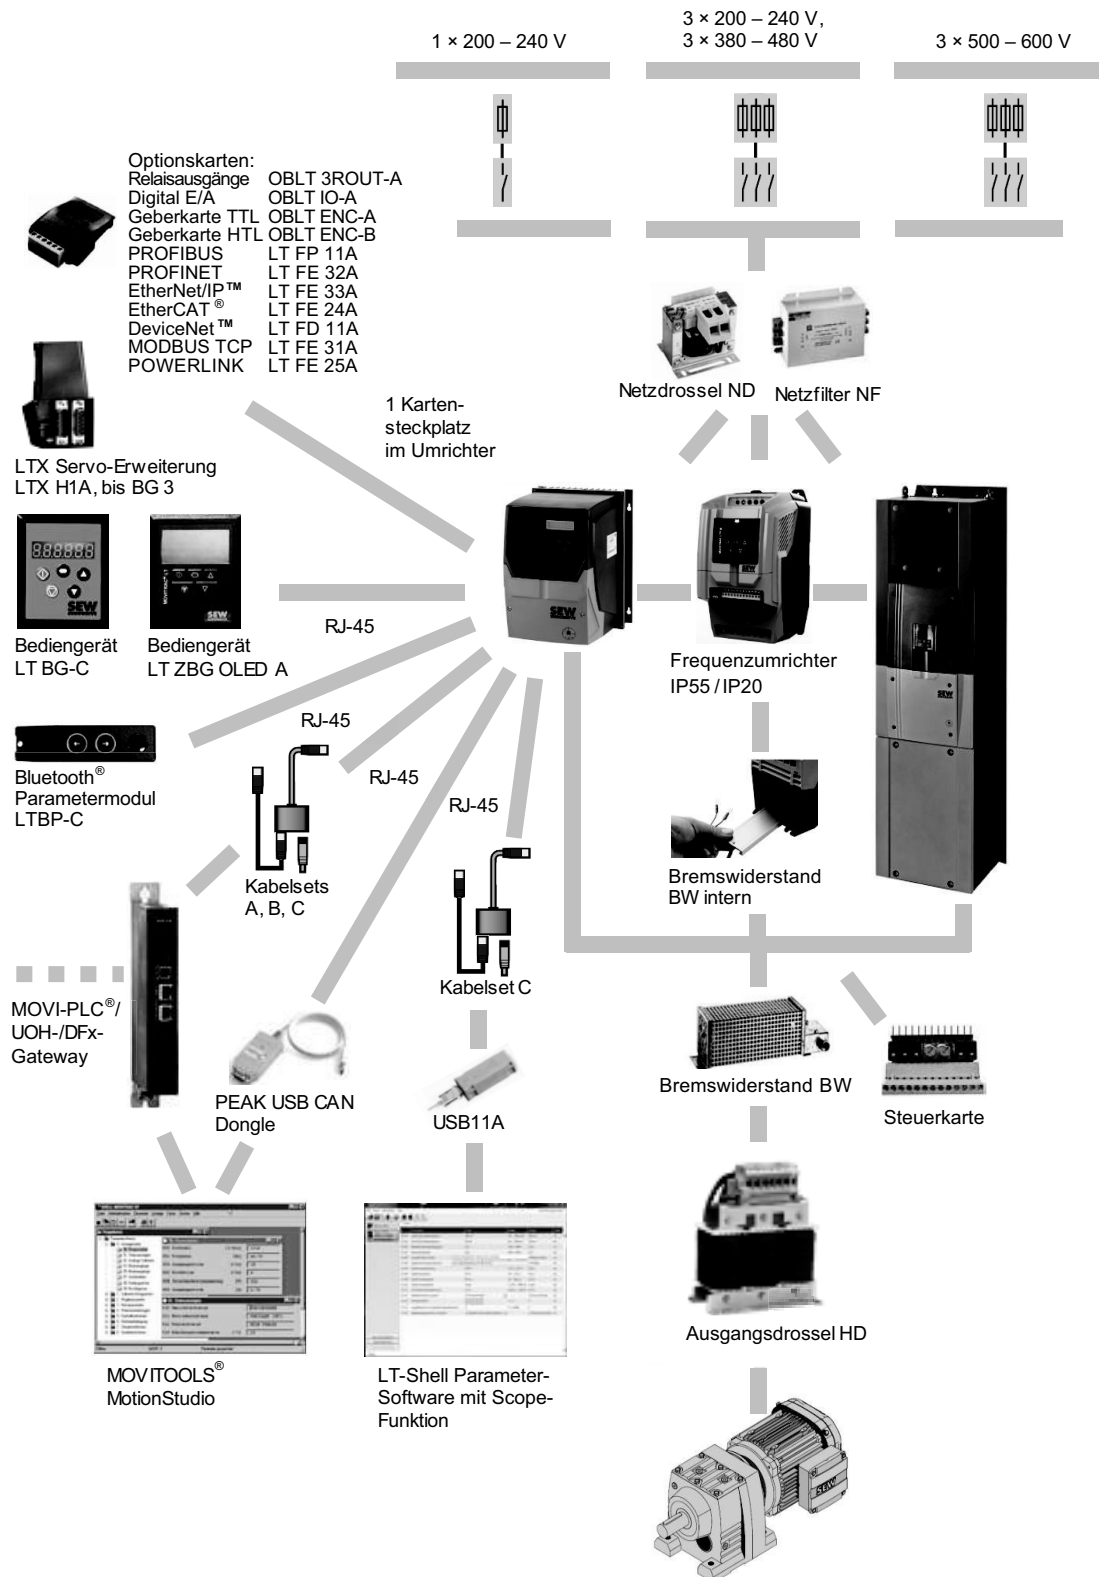 1 × 200 – 240 V
3 × 200 – 240 V,
3 × 380 – 480 V
3 × 500 – 600 V
Optionskarten:
Relaisausgänge OBLT 3ROUT-A
Digital E/A OBLT IO-A
Geberkarte TTL OBLT ENC-A
Geberkarte HTL OBLT ENC-B
PROFIBUS LT FP 11A
PROFINET LT FE 32A
EtherNet/IP™ LT FE 33A
EtherCAT® LT FE 24A
DeviceNet™ LT FD 11A
MODBUS TCP LT FE 31A
POWERLINK LT FE 25A
Netzdrossel ND
Netzfilter NF
1 Karten-
steckplatz
im Umrichter
LTX Servo-Erweiterung
LTX H1A, bis BG 3
SEW
SEW
SEW
SEW
SEW
Bediengerät
LT BG-C
Bediengerät
LT ZBG OLED A
RJ-45
Frequenzumrichter
IP55 / IP20
RJ-45
RJ-45
RJ-45
Bluetooth®
Parametermodul
LTBP-C
Kabelsets
A, B, C
Bremswiderstand
BW intern
Kabelset C
MOVI-PLC®/
UOH-/DFx-
Gateway
PEAK USB CAN
Dongle
USB11A
Bremswiderstand BW
Steuerkarte
Ausgangsdrossel HD
MOVITOOLS®
MotionStudio
LT-Shell Parameter-
Software mit Scope-
Funktion
SEW